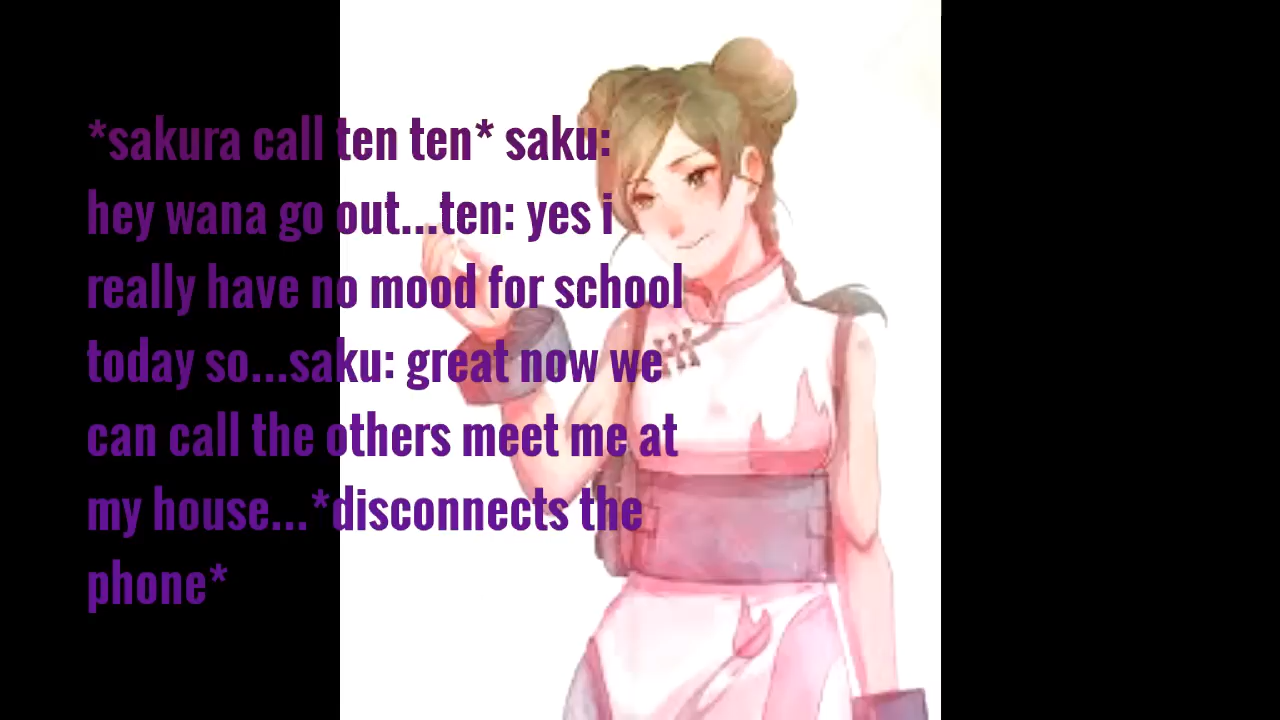 *sakura call ten ten* saku:
hey wana go out...ten: yes i
really have no mood for school
today so...saku: great now we
can call the others meet me at
my house...*disconnects the
phone*